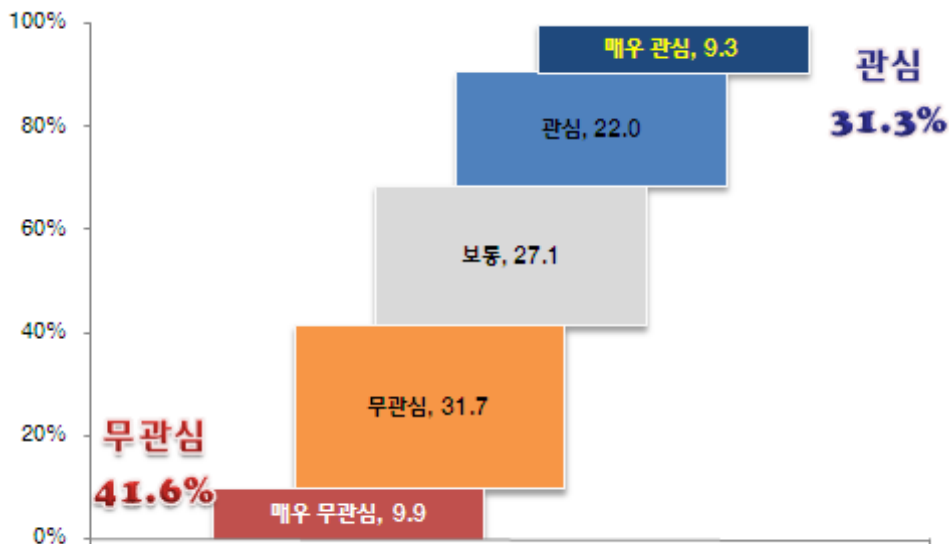 100%
매우 관심, 9.3
관심
31.3%
80%
관심, 22.0
60%
보통, 27.1
40%
무관심, 31.7
20%
무관심
41.6%
매우 무관심, 9.9
0%